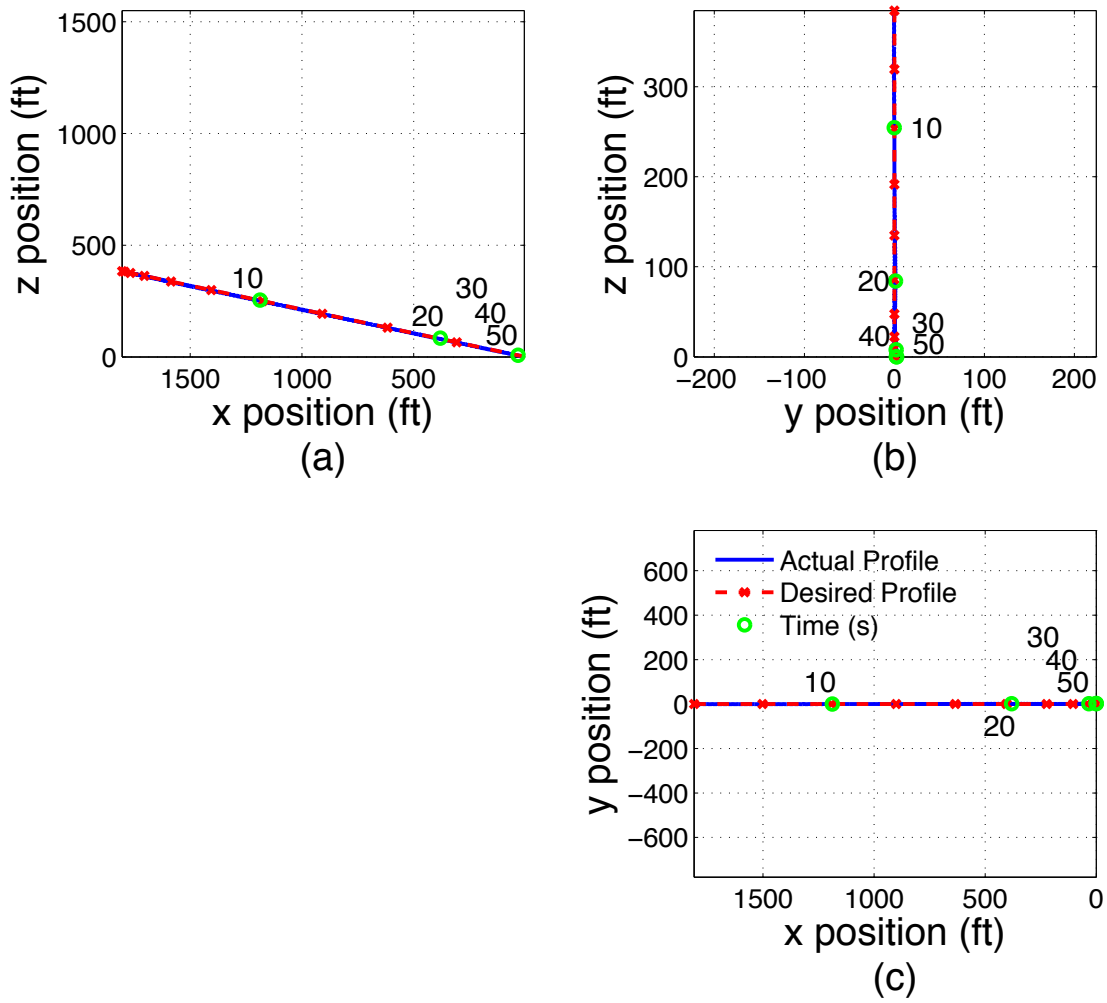 1500
1000
500
0
z position (ft)
10
20
30
40
50
1500 1000 500
x position (ft)
(a)
300
200
100
0
z position (ft)
10
20
40 30
50
−200 −100 0 100 200
y position (ft)
(b)
600
400
200
0
−200
−400
−600
y position (ft)
Actual Profile
Desired Profile
Time (s)
30
40
10 50
20
1500 1000 500 0
x position (ft)
(c)